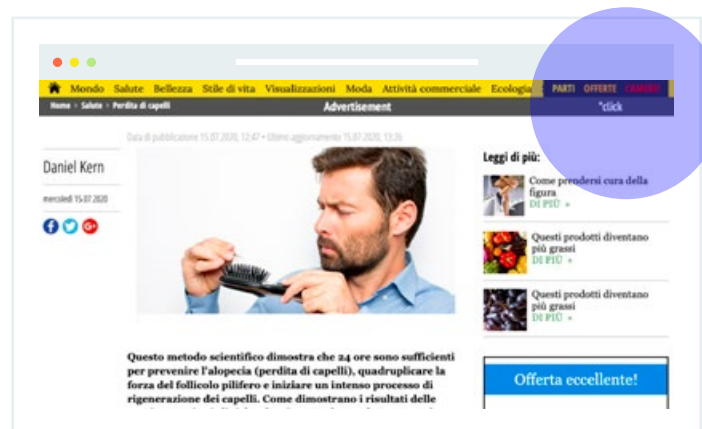 Mondo Salute Bellezza Stile di vita Visualizzazioni Moda Attività commerciale Ecologia PARTI OFFERTE CAMBIO!
Home > Salute > Perdita di capelli Advertisement *click
Data di pubblicazione 15.07.2020, 12:47 • Ultimo aggiornamento 15.07.2020, 13:26
Daniel Kern
mercoledì 15.07.2020
Leggi di più:
Come prendersi cura della
figura
DI PIÙ »
Questi prodotti diventano
più grassi
DI PIÙ »
Questi prodotti diventano
più grassi
DI PIÙ »
Questo metodo scientifico dimostra che 24 ore sono sufficienti
per prevenire l'alopecia (perdita di capelli), quadruplicare la
forza del follicolo pilifero e iniziare un intenso processo di
rigenerazione dei capelli. Come dimostrano i risultati delle
Offerta eccellente!